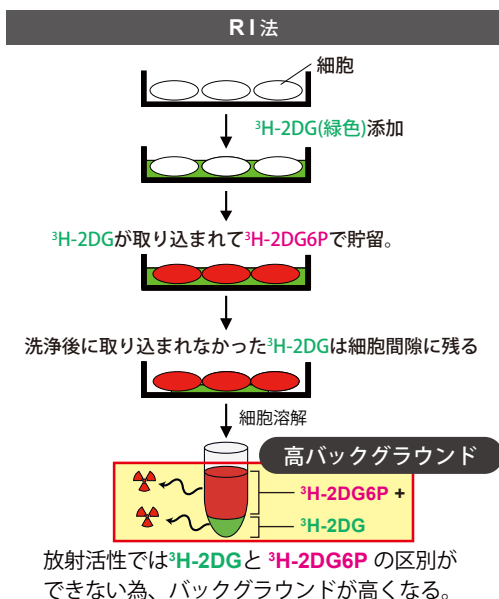 RI法
細胞
³H-2DG(緑色)添加
³H-2DGが取り込まれて³H-2DG6Pで貯留。
洗浄後に取り込まれなかった³H-2DGは細胞間隙に残る
細胞溶解
高バックグラウンド
³H-2DG6P +
³H-2DG
放射活性では³H-2DGと ³H-2DG6P の区別が
できない為、バックグラウンドが高くなる。